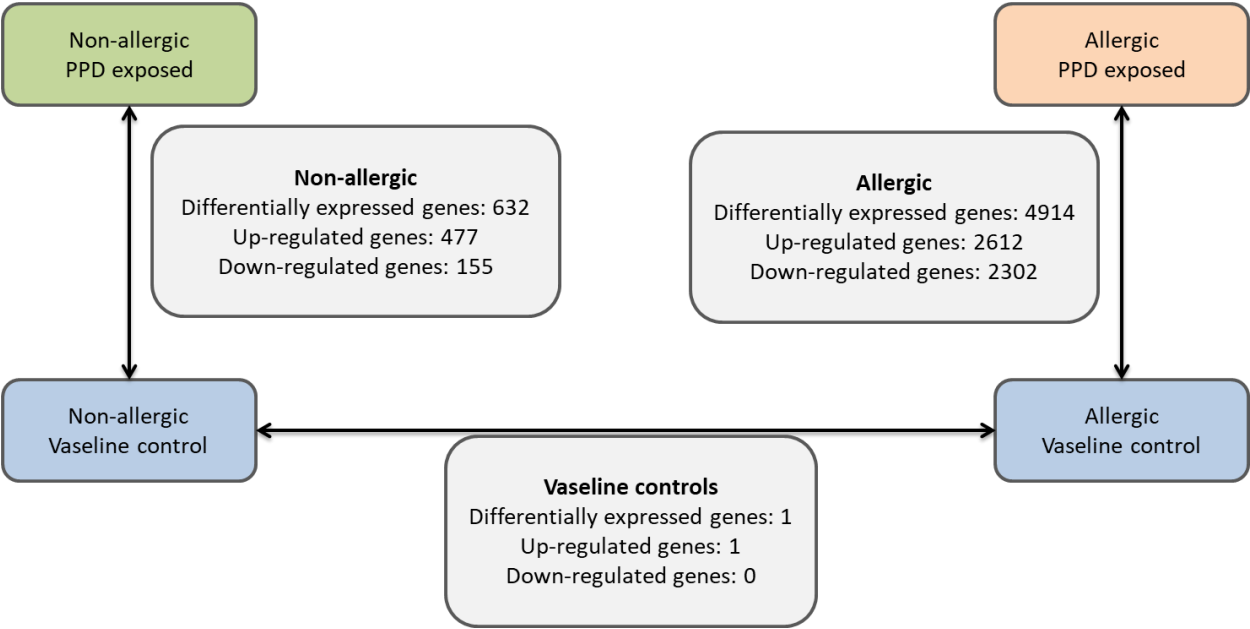 Non-allergic
PPD exposed
Allergic
PPD exposed
Non-allergic
Differentially expressed genes: 632
Up-regulated genes: 477
Down-regulated genes: 155
Allergic
Differentially expressed genes: 4914
Up-regulated genes: 2612
Down-regulated genes: 2302
Non-allergic
Vaseline control
Allergic
Vaseline control
Vaseline controls
Differentially expressed genes: 1
Up-regulated genes: 1
Down-regulated genes: 0